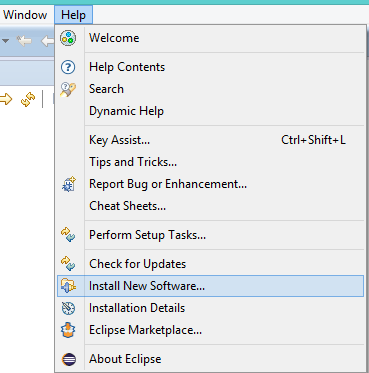 Window Help
Welcome
Help Contents
Search
Dynamic Help
Key Assist... Ctrl+Shift+L
Tips and Tricks...
Report Bug or Enhancement...
Cheat Sheets...
Perform Setup Tasks...
Check for Updates
Install New Software...
Installation Details
Eclipse Marketplace...
About Eclipse